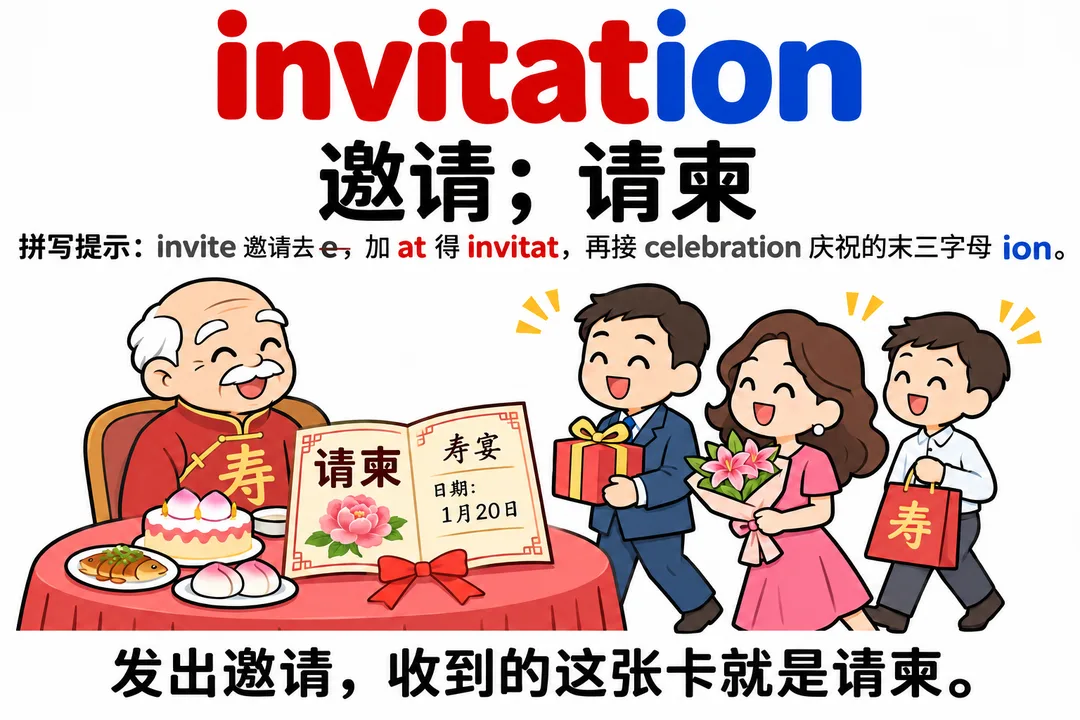 invitation
邀请；请柬
拼写提示：invite 邀请去 e，加 at 得 invitat，再接 celebration 庆祝的末三字母 ion。
寿
请柬
寿宴
日期：
1月20日
寿
发出邀请，收到的这张卡就是请柬。